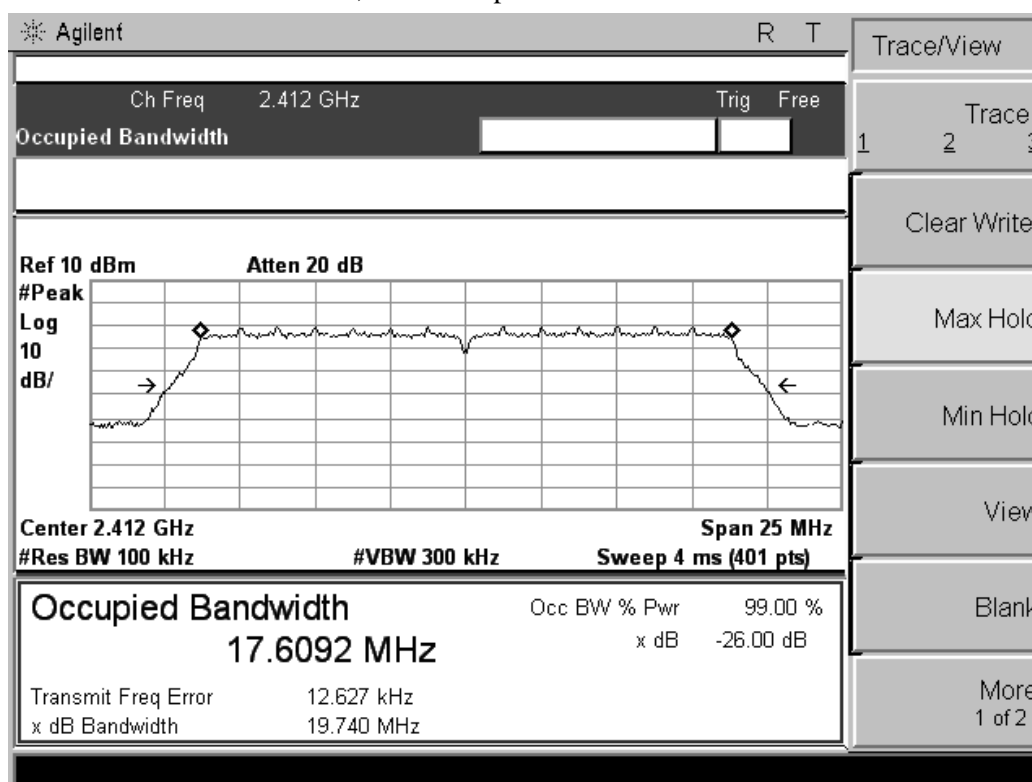 Agilent R T
Trace/View
Ch Freq 2.412 GHz Trig Free
Occupied Bandwidth
Trace
1 2
Clear Write
Max Hold
Min Hold
View
Blank
More
1 of 2
Ref 10 dBm Atten 20 dB
#Peak
Log
10
dB/
Center 2.412 GHz Span 25 MHz
#Res BW 100 kHz #VBW 300 kHz Sweep 4 ms (401 pts)
Occupied Bandwidth
17.6092 MHz
Occ BW % Pwr 99.00 %
x dB -26.00 dB
Transmit Freq Error 12.627 kHz
x dB Bandwidth 19.740 MHz